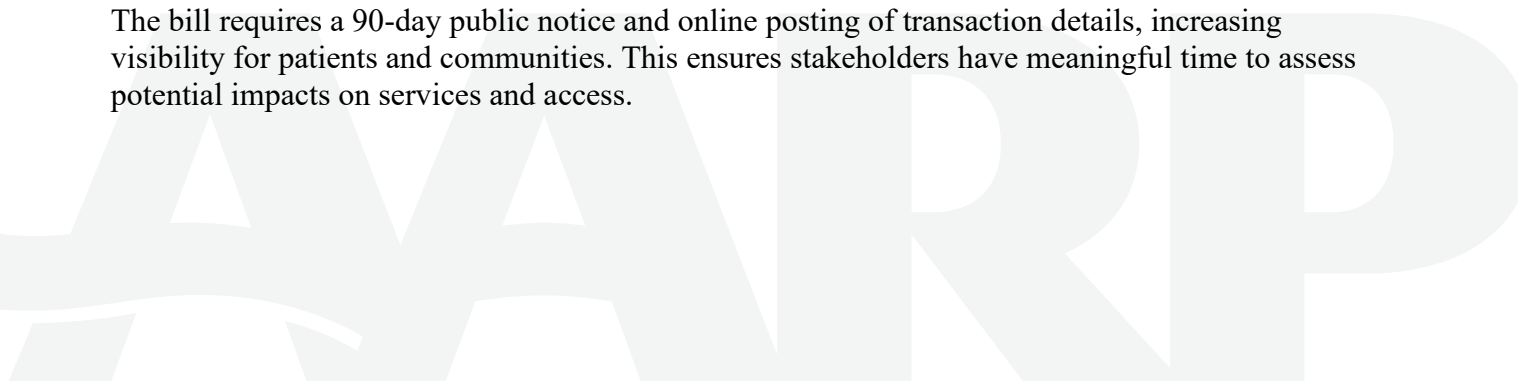 The bill requires a 90-day public notice and online posting of transaction details, increasing
visibility for patients and communities. This ensures stakeholders have meaningful time to assess
potential impacts on services and access.
AARP